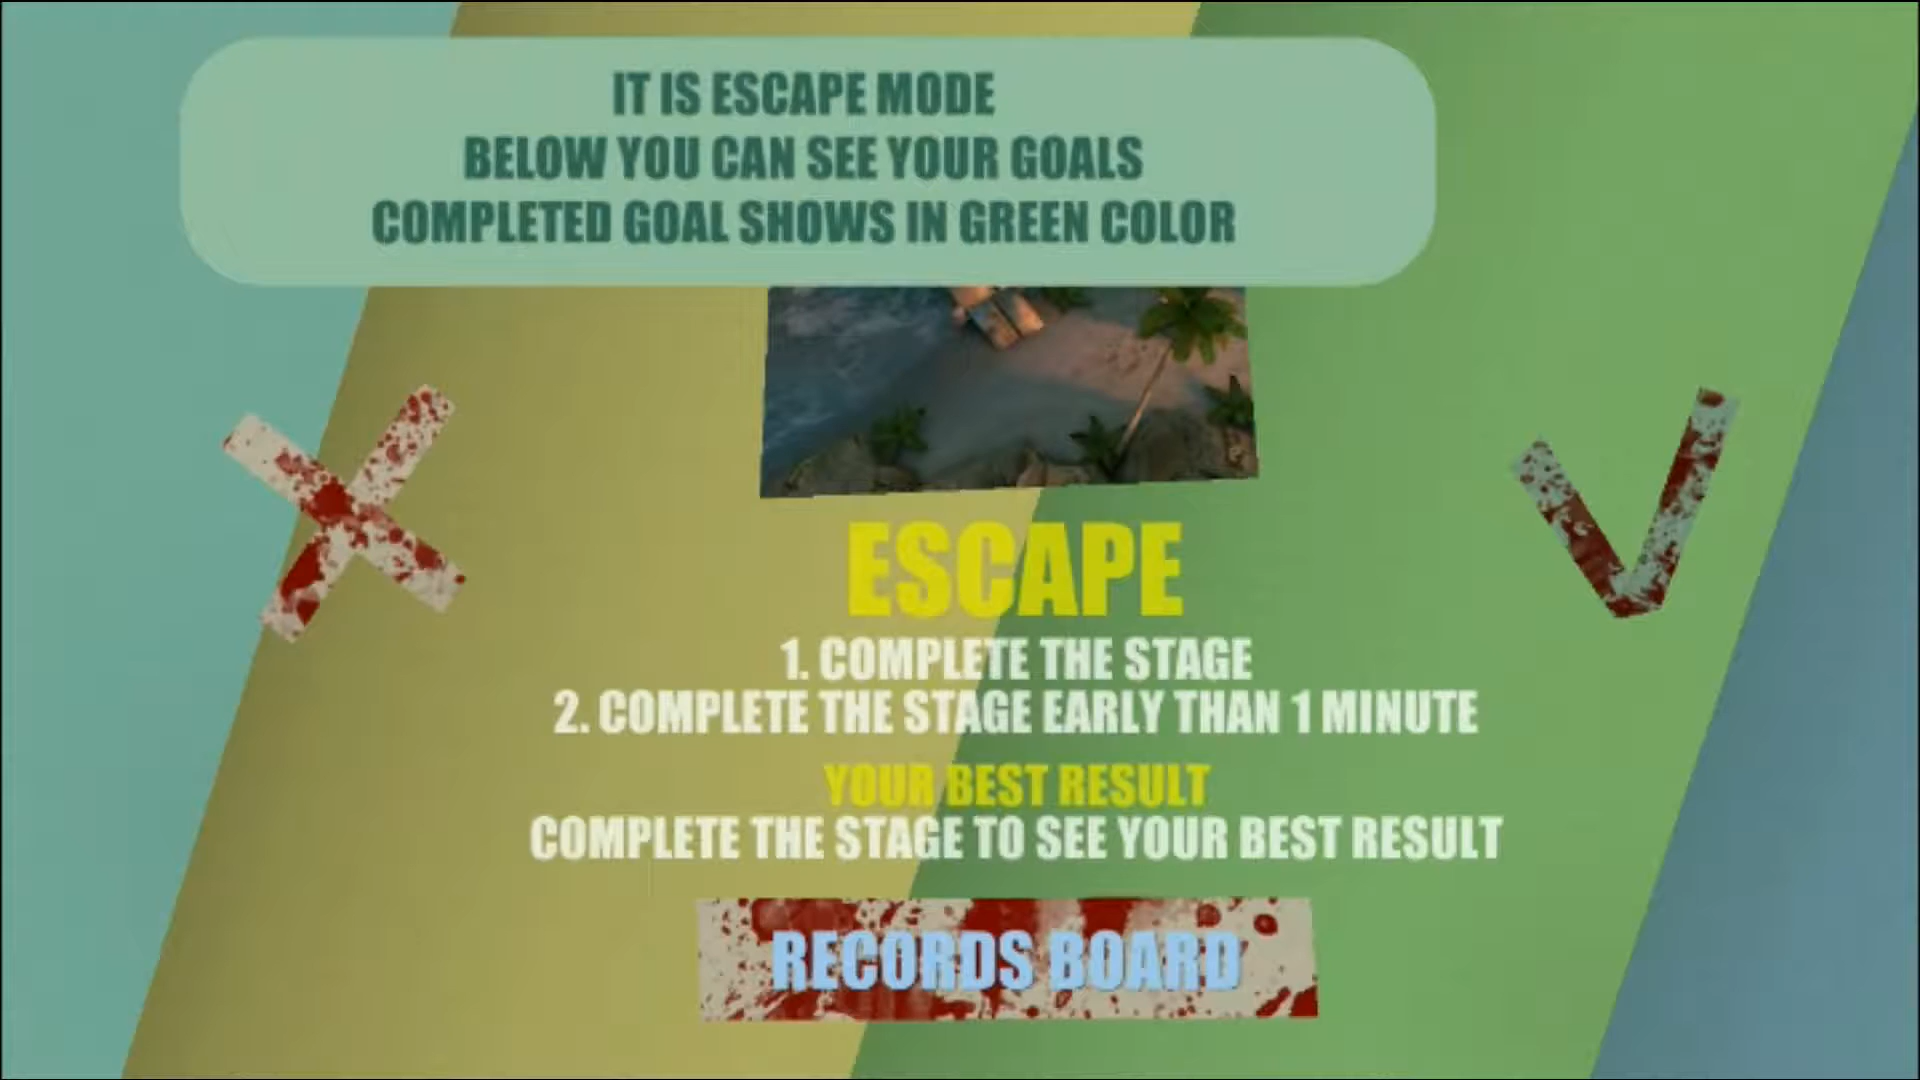 IT IS ESCAPE MODE
BELOW YOU CAN SEE YOUR GOALS
COMPLETED GOAL SHOWS IN GREEN COLOR
ESCAPE
1. COMPLETE THE STAGE
2. COMPLETE THE STAGE EARLY THAN 1 MINUTE
YOUR BEST RESULT
COMPLETE THE STAGE TO SEE YOUR BEST RESULT
RECORDS BOARD